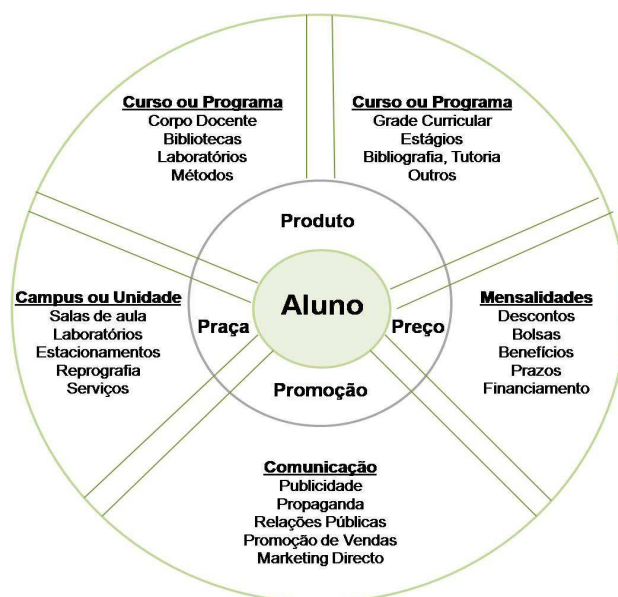 Curso ou Programa
Corpo Docente
Bibliotecas
Laboratórios
Métodos
Curso ou Programa
Grade Curricular
Estágios
Bibliografia, Tutoria
Outros
Produto
Aluno
Praça
Preço
Promoção
Campus ou Unidade
Salas de aula
Laboratórios
Estacionamentos
Reprografia
Serviços
Mensalidades
Descontos
Bolsas
Benefícios
Prazos
Financiamento
Comunicação
Publicidade
Propaganda
Relações Públicas
Promoção de Vendas
Marketing Directo